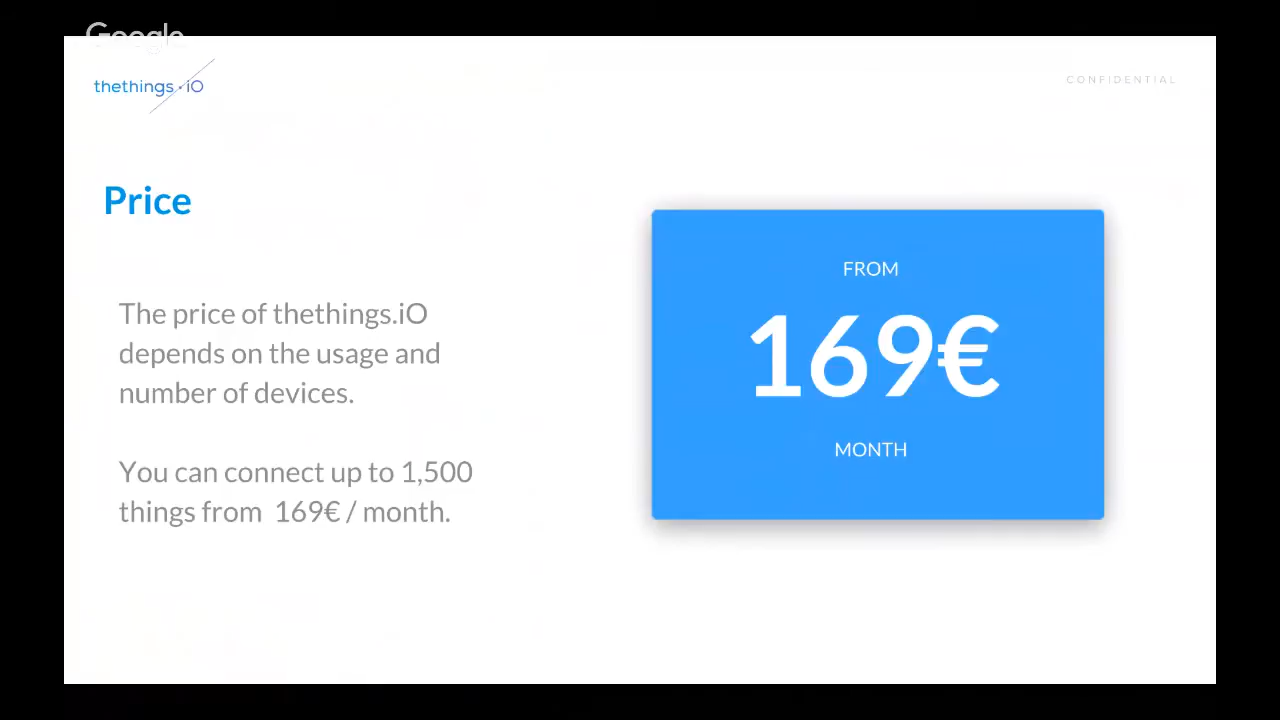 Google
thethings.iO
CONFIDENTIAL
Price
The price of thethings.iO
depends on the usage and
number of devices.
You can connect up to 1,500
things from 169€ / month.
FROM
169€
MONTH